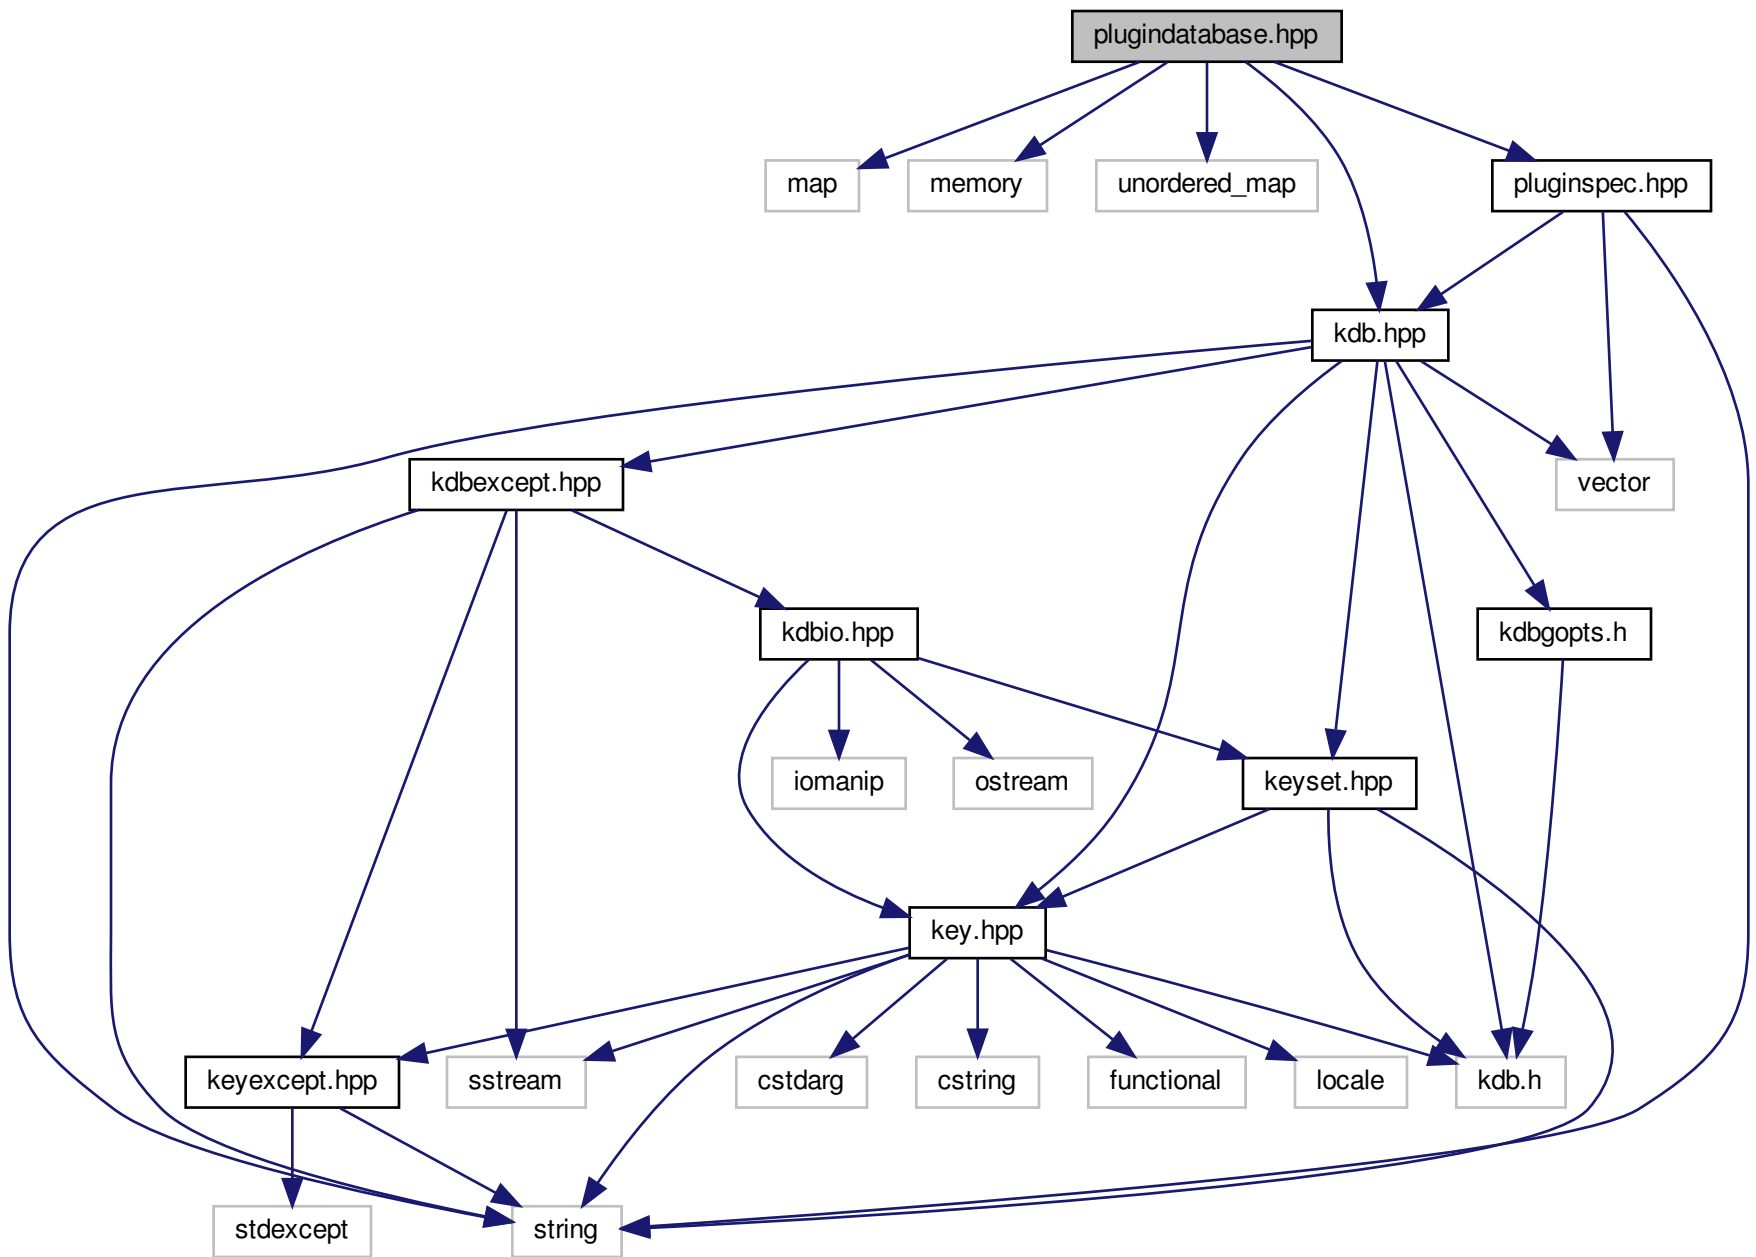 plugindatabase.hpp
map
memory
unordered_map
pluginspec.hpp
kdb.hpp
kdbexcept.hpp
vector
kdbio.hpp
kdbgopts.h
iomanip
ostream
keyset.hpp
key.hpp
keyexcept.hpp
sstream
cstdarg
cstring
functional
locale
kdb.h
stdexcept
string